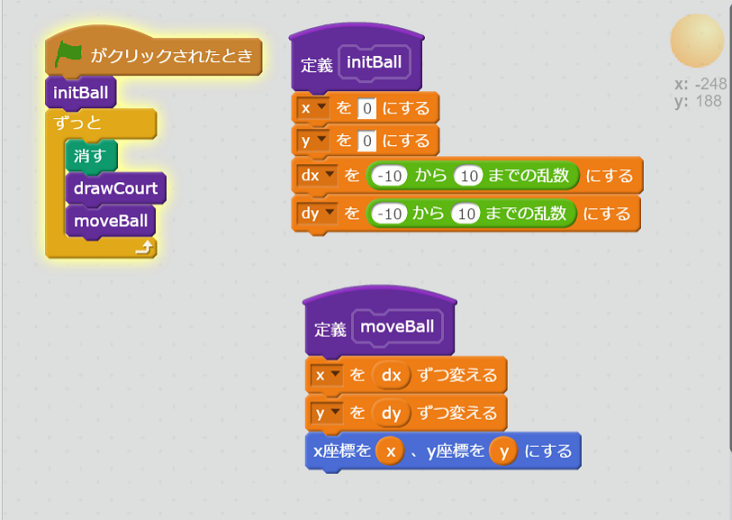 がクリックされたとき
initBall
ずっと
消す
drawCourt
moveBall
定義 initBall
x を 0 にする
y を 0 にする
dx を -10 から 10 までの乱数 にする
dy を -10 から 10 までの乱数 にする
定義 moveBall
x を dx ずつ変える
y を dy ずつ変える
x座標を x 、y座標を y にする
x: -248
y: 188